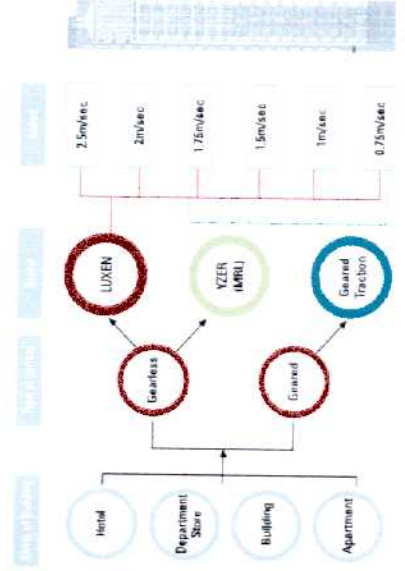 Hotel
Department
Store
Building
Apartment
Gearless
Geared
LUXEN
YZER
(MRL)
Geared
Traction
2.5m/sec
2m/sec
1.75m/sec
1.5m/sec
1m/sec
0.75m/sec